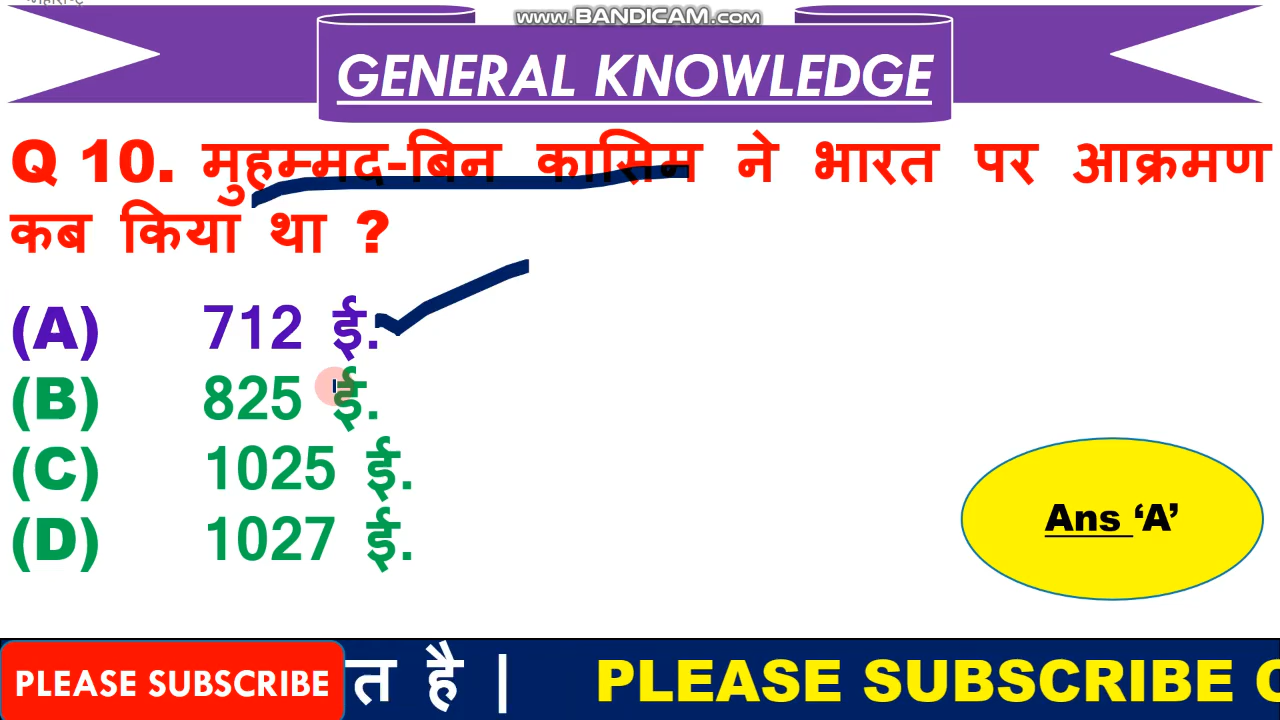 www.BANDICAM.com
GENERAL KNOWLEDGE
Q 10. मुहम्मद-बिन कासिम ने भारत पर आक्रमण
कब किया था ?
(A) 712 ई.
(B) 825 ई.
(C) 1025 ई.
(D) 1027 ई.
Ans ‘A’
PLEASE SUBSCRIBE त है | PLEASE SUBSCRIBE